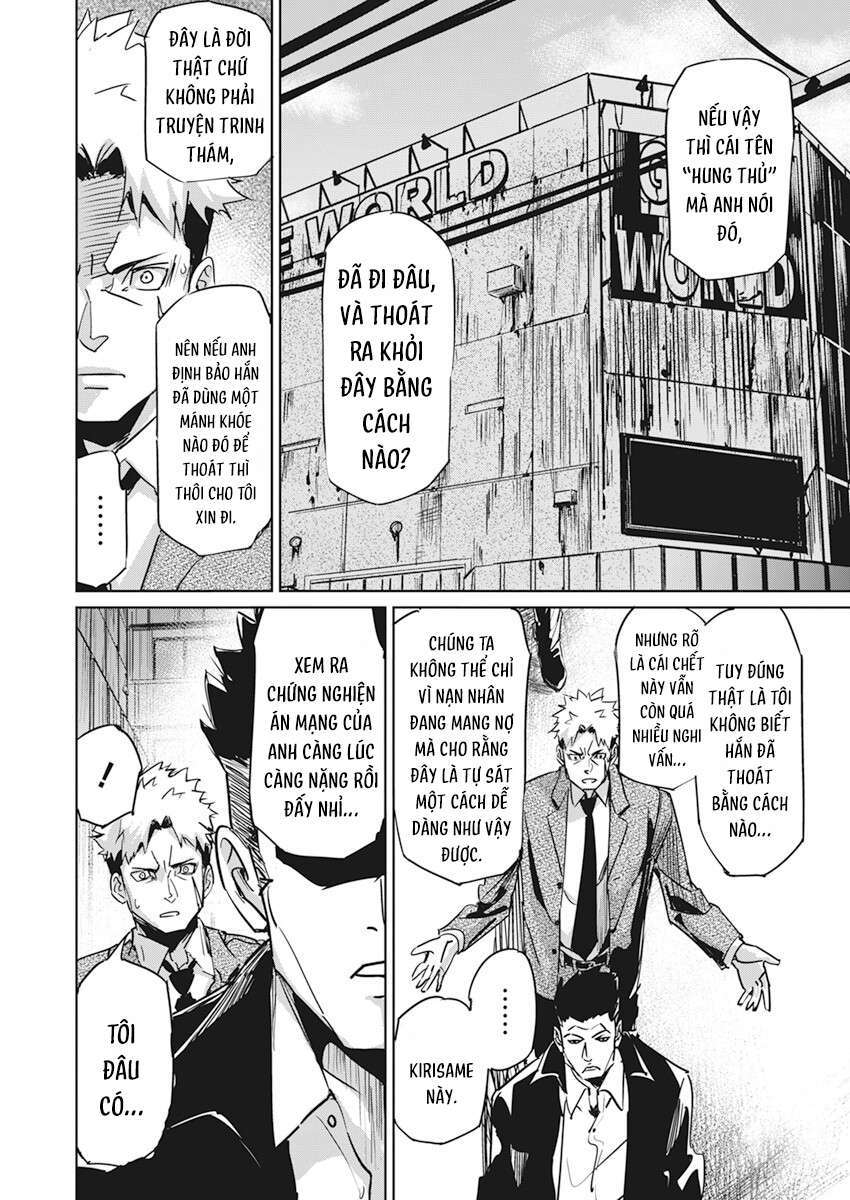 NẾU VẬY
THÌ CÁI TÊN
“HUNG THỦ”
MÀ ANH NÓI
ĐÓ,
E WORLD
G
WORLD
ĐÃ ĐI ĐÂU,
VÀ THOÁT
RA KHỎI
ĐÂY BẰNG
CÁCH
NÀO?
ĐÂY LÀ ĐỜI
THẬT CHỨ
KHÔNG PHẢI
TRUYỆN TRINH
THÁM,
NÊN NẾU ANH
ĐỊNH BẢO HẮN
ĐÃ DÙNG MỘT
MÁNH KHÓE
NÀO ĐÓ ĐỂ
THOÁT THÌ
THÔI CHO TÔI
XIN ĐI.
.....
TUY ĐÚNG
THẬT LÀ TÔI
KHÔNG BIẾT
HẮN ĐÃ
THOÁT
BẰNG CÁCH
NÀO...
NHƯNG RÕ
LÀ CÁI CHẾT
NÀY VẪN
CÒN QUÁ
NHIỀU NGHI
VẤN...
CHÚNG TA
KHÔNG THỂ CHỈ
VÌ NẠN NHÂN
ĐANG MANG NỢ
MÀ CHO RẰNG
ĐÂY LÀ TỰ SÁT
MỘT CÁCH DỄ
DÀNG NHƯ VẬY
ĐƯỢC.
.....
KIRISAME
NÀY.
XEM RA
CHỨNG NGHIỆN
ÁN MẠNG CỦA
ANH CÀNG LÚC
CÀNG NẶNG RỒI
ĐẤY NHỈ...
!
TÔI
ĐÂU
CÓ...